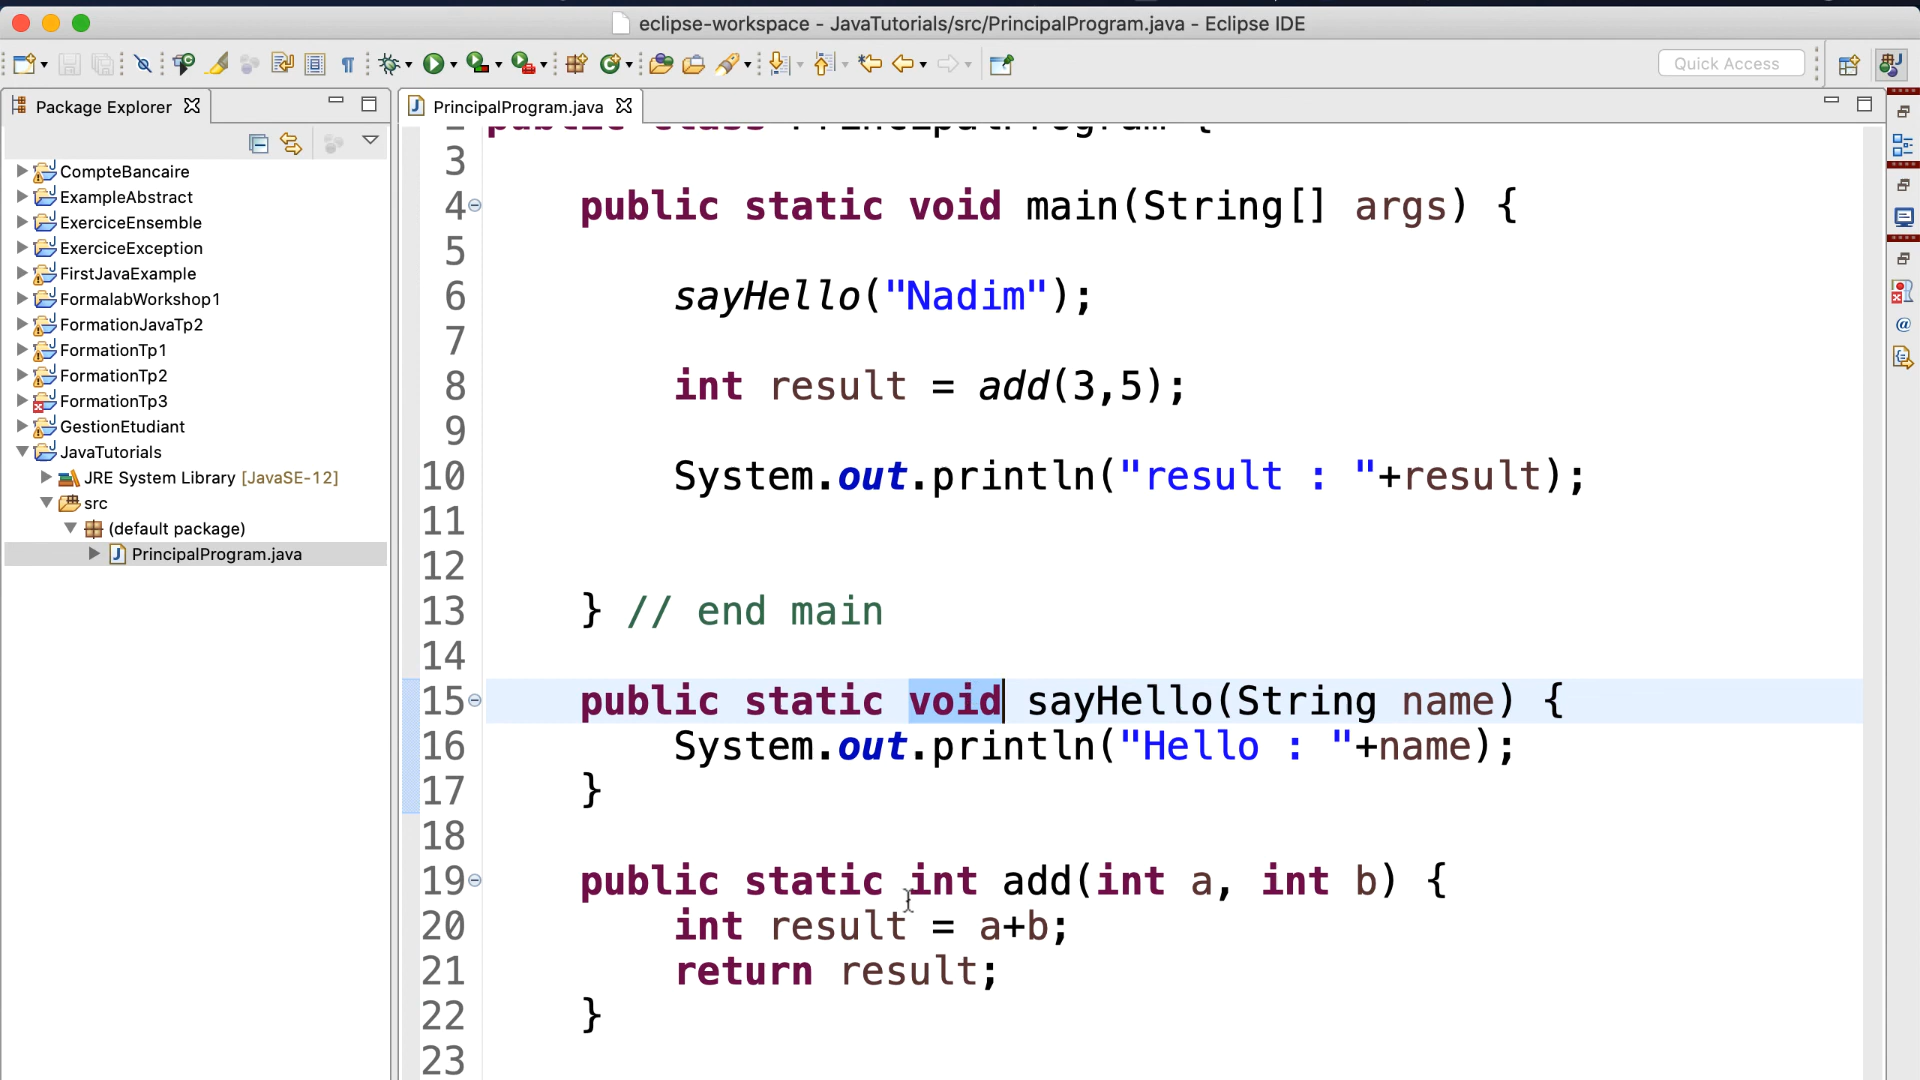 eclipse-workspace - JavaTutorials/src/PrincipalProgram.java - Eclipse IDE
Quick Access
Package Explorer
PrincipalProgram.java
CompteBancaire
ExampleAbstract
ExerciceEnsemble
ExerciceException
FirstJavaExample
FormalabWorkshop1
FormationJavaTp2
FormationTp1
FormationTp2
FormationTp3
GestionEtudiant
JavaTutorials
JRE System Library [JavaSE-12]
src
(default package)
PrincipalProgram.java
2 public class PrincipalProgram {
3
4 public static void main(String[] args) {
5
6 sayHello("Nadim");
7
8 int result = add(3,5);
9
10 System.out.println("result : "+result);
11
12
13 } // end main
14
15 public static void sayHello(String name) {
16 System.out.println("Hello : "+name);
17 }
18
19 public static int add(int a, int b) {
20 int result = a+b;
21 return result;
22 }
23